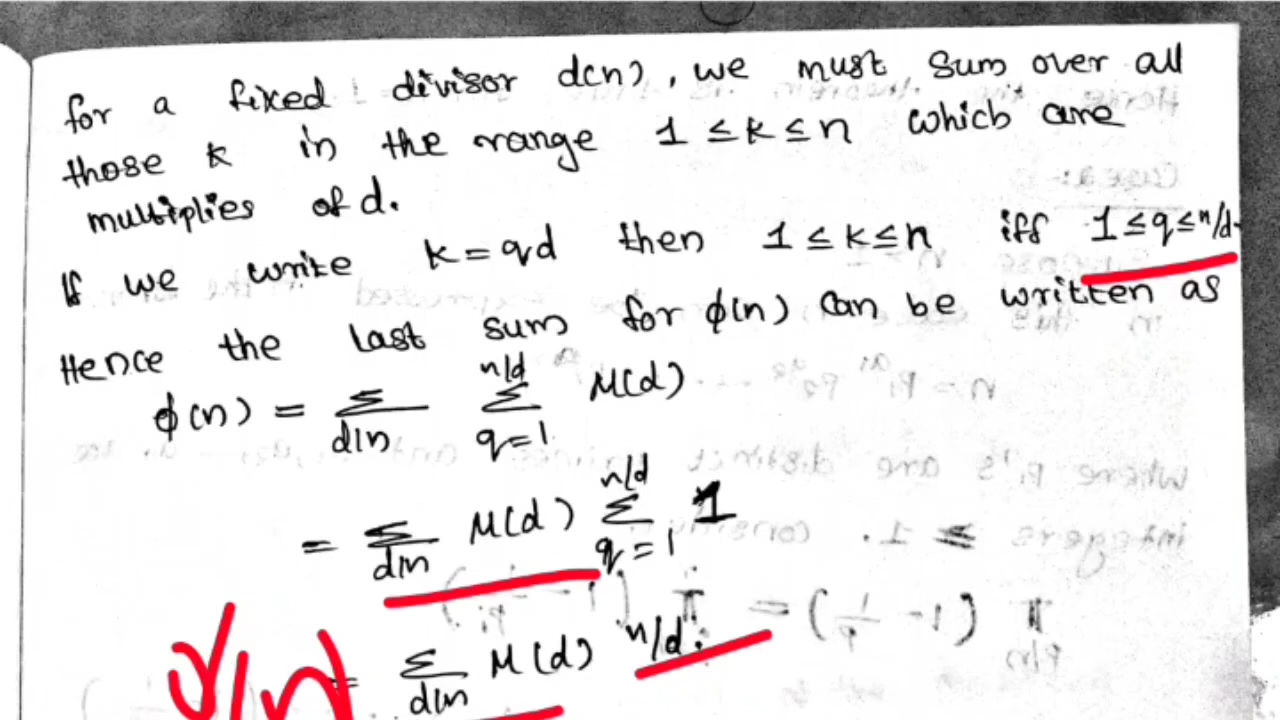 for a fixed divisor d(n), we must sum over all
those k in the range 1 ≤ k ≤ n which are
multiplies of d.
If we write k = qd then 1 ≤ k ≤ n iff 1 ≤ q ≤ n/d.
Hence the last sum for ϕ(n) can be written as
ϕ(n) = Σ_{d|n} Σ_{q=1}^{n/d} M(d)
= Σ_{d|n} M(d) Σ_{q=1}^{n/d} 1
= Σ_{d|n} M(d) n/d.